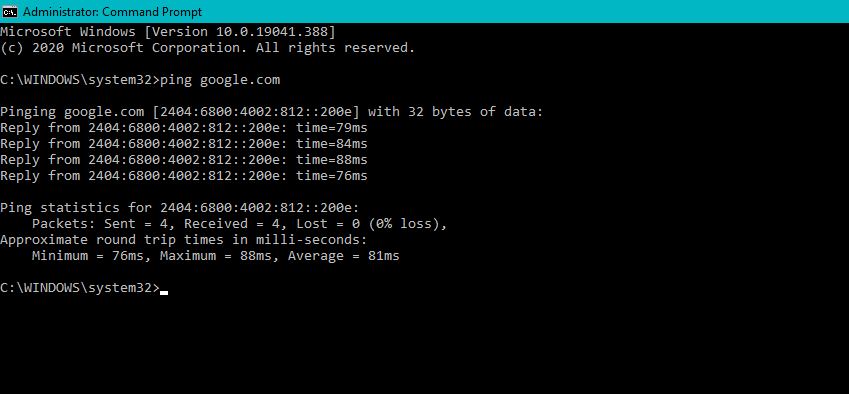 Administrator: Command Prompt
Microsoft Windows [Version 10.0.19041.388]
(c) 2020 Microsoft Corporation. All rights reserved.
C:\WINDOWS\system32>ping google.com
Pinging google.com [2404:6800:4002:812::200e] with 32 bytes of data:
Reply from 2404:6800:4002:812::200e: time=79ms
Reply from 2404:6800:4002:812::200e: time=84ms
Reply from 2404:6800:4002:812::200e: time=88ms
Reply from 2404:6800:4002:812::200e: time=76ms
Ping statistics for 2404:6800:4002:812::200e:
    Packets: Sent = 4, Received = 4, Lost = 0 (0% loss),
Approximate round trip times in milli-seconds:
    Minimum = 76ms, Maximum = 88ms, Average = 81ms
C:\WINDOWS\system32>